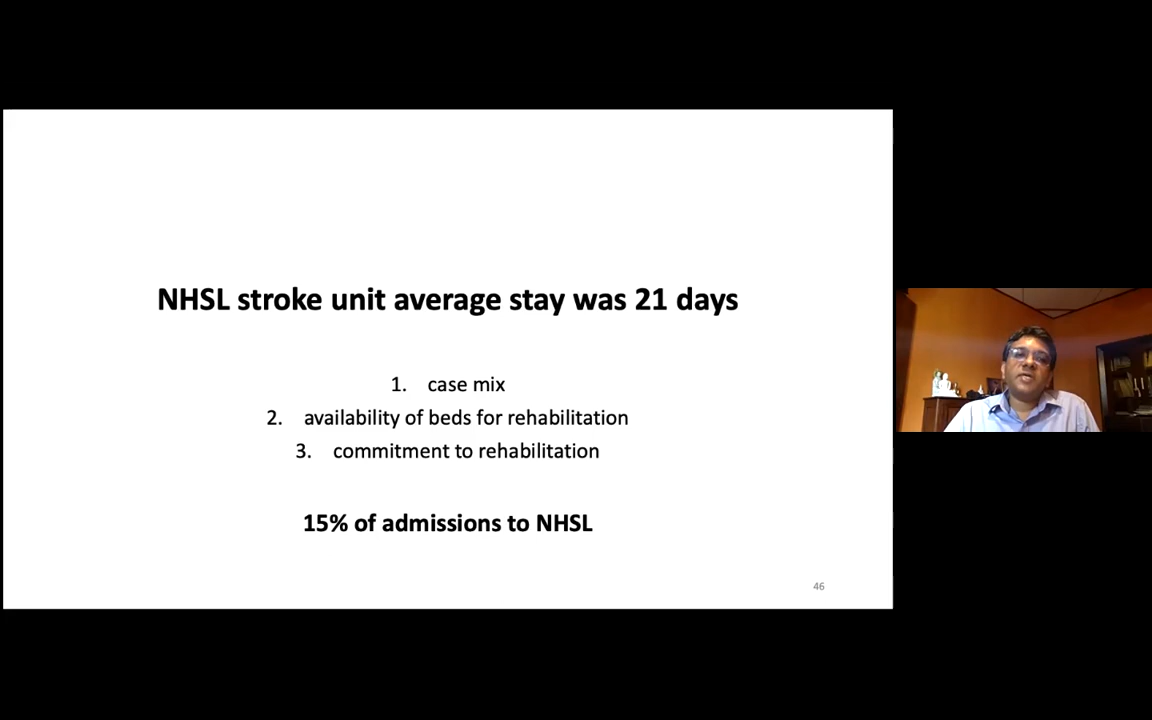 NHSL stroke unit average stay was 21 days
1. case mix
2. availability of beds for rehabilitation
3. commitment to rehabilitation
15% of admissions to NHSL
46